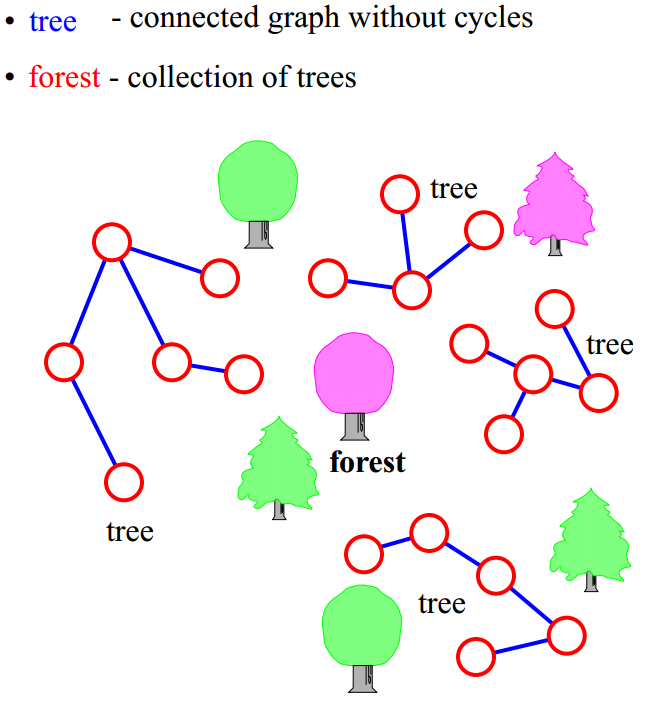 • tree - connected graph without cycles
• forest - collection of trees
tree
tree
forest
tree
tree